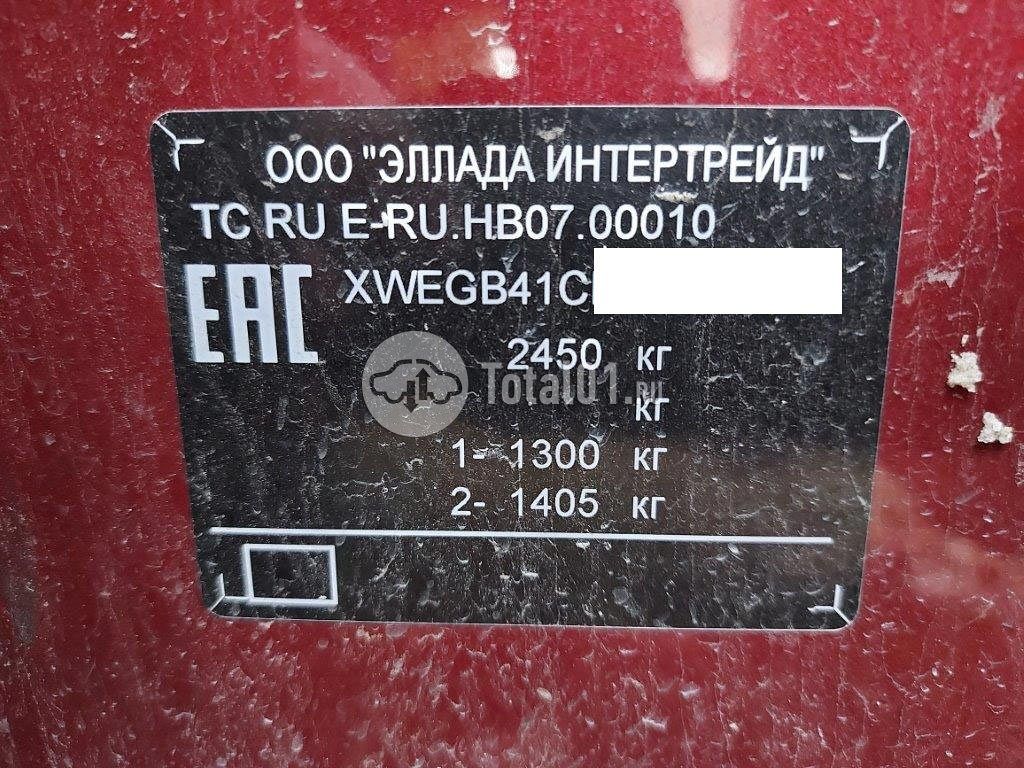 ООО "ЭЛЛАДА ИНТЕРТРЕЙД"
TC RU E-RU.HB07.00010
EAC XWEGB41C
2450 кг
Total01.ru
кг
1- 1300 кг
2- 1405 кг